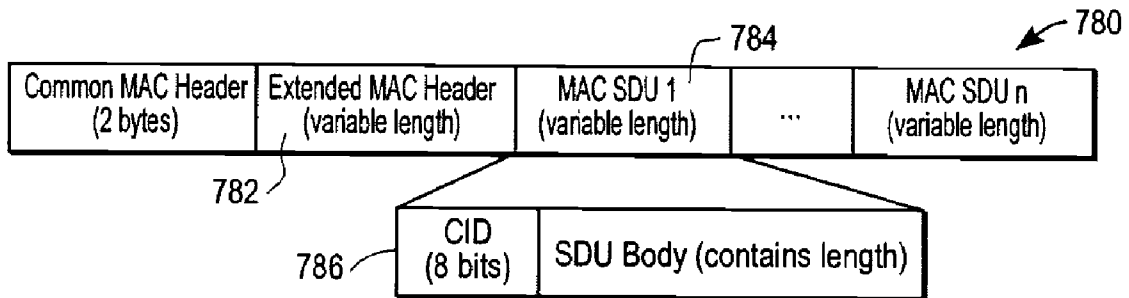 780
784
Common MAC Header
(2 bytes)
Extended MAC Header
(variable length)
MAC SDU 1
(variable length)
...
MAC SDU n
(variable length)
782
786
CID
(8 bits)
SDU Body (contains length)